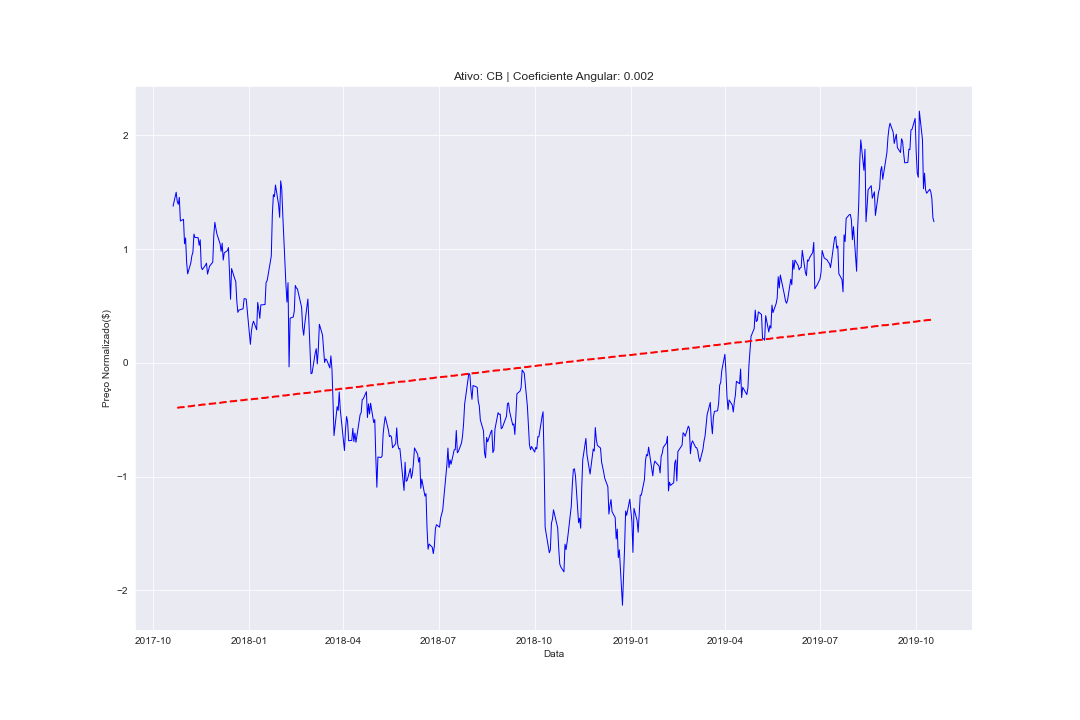 Ativo: CB | Coeficiente Angular: 0.002
Preço Normalizado($)
2
1
0
−1
−2
2017-10 2018-01 2018-04 2018-07 2018-10 2019-01 2019-04 2019-07 2019-10
Data